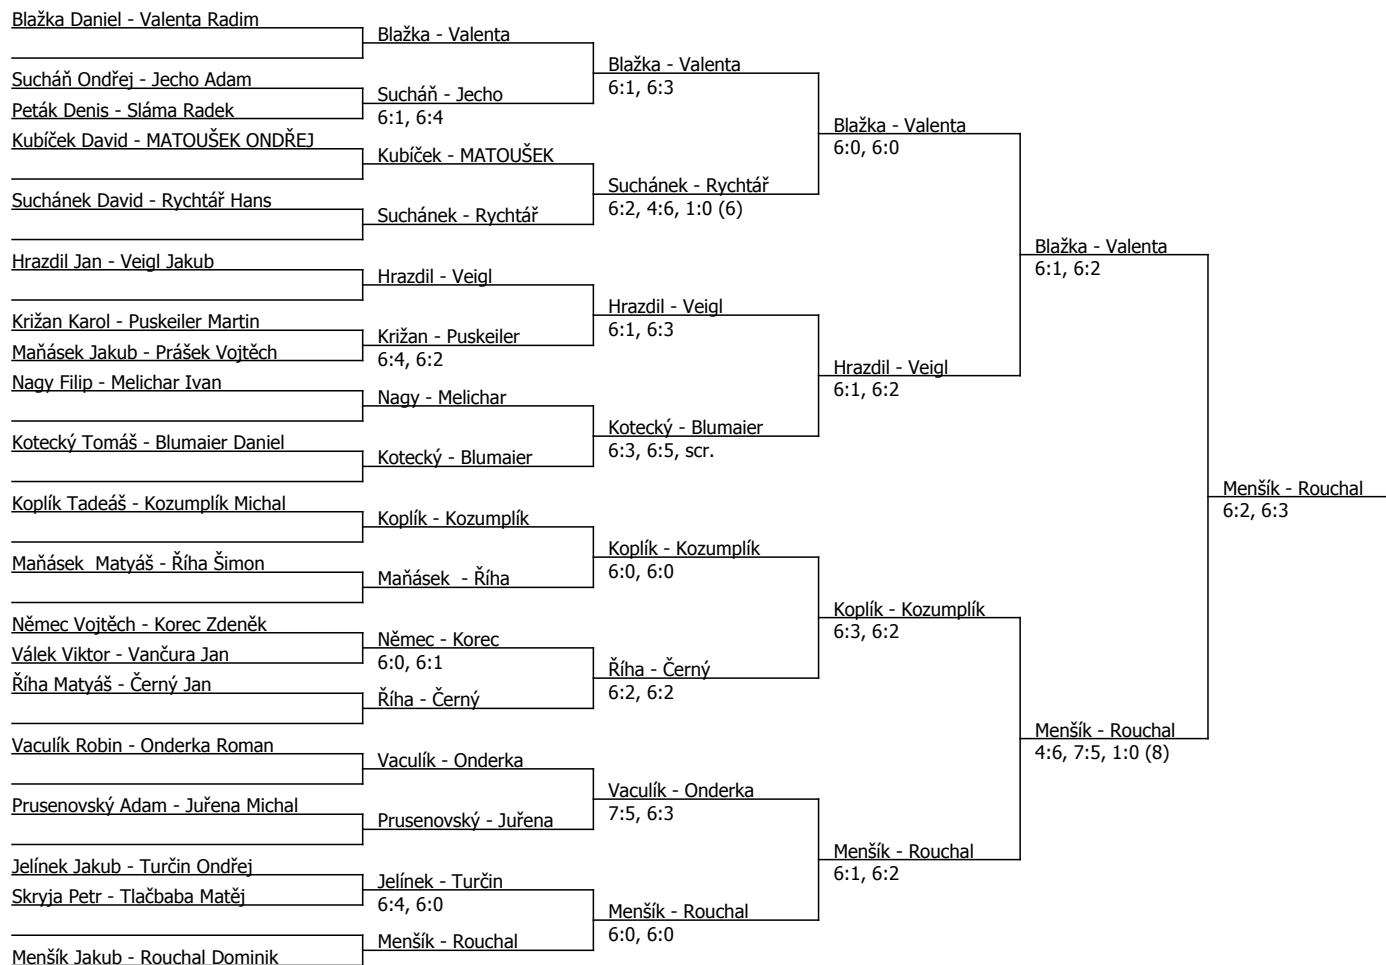 Blažka Daniel - Valenta Radim
Sucháň Ondřej - Jecho Adam
Peták Denis - Sláma Radek
Kubíček David - MATOUŠEK ONDŘEJ
Suchánek David - Rychtář Hans
Hrazdil Jan - Veigl Jakub
Križan Karol - Puskeiler Martin
Maňásek Jakub - Prášek Vojtěch
Nagy Filip - Melichar Ivan
Kotecký Tomáš - Blumaier Daniel
Koplík Tadeáš - Kozumplík Michal
Maňásek  Matyáš - Říha Šimon
Němec Vojtěch - Korec Zdeněk
Válek Viktor - Vančura Jan
Říha Matyáš - Černý Jan
Vaculík Robin - Onderka Roman
Prusenovský Adam - Juřena Michal
Jelínek Jakub - Turčin Ondřej
Skryja Petr - Tlačbaba Matěj
Menšík Jakub - Rouchal Dominik
Blažka - Valenta
Sucháň - Jecho
6:1, 6:4
Kubíček - MATOUŠEK
Suchánek - Rychtář
Hrazdil - Veigl
Križan - Puskeiler
6:4, 6:2
Nagy - Melichar
Kotecký - Blumaier
Koplík - Kozumplík
Maňásek  - Říha
Němec - Korec
6:0, 6:1
Říha - Černý
Vaculík - Onderka
Prusenovský - Juřena
Jelínek - Turčin
6:4, 6:0
Menšík - Rouchal
Blažka - Valenta
6:1, 6:3
Suchánek - Rychtář
6:2, 4:6, 1:0 (6)
Hrazdil - Veigl
6:1, 6:3
Kotecký - Blumaier
6:3, 6:5, scr.
Koplík - Kozumplík
6:0, 6:0
Říha - Černý
6:2, 6:2
Vaculík - Onderka
7:5, 6:3
Menšík - Rouchal
6:0, 6:0
Blažka - Valenta
6:0, 6:0
Hrazdil - Veigl
6:1, 6:2
Koplík - Kozumplík
6:3, 6:2
Menšík - Rouchal
6:1, 6:2
Blažka - Valenta
6:1, 6:2
Menšík - Rouchal
4:6, 7:5, 1:0 (8)
Menšík - Rouchal
6:2, 6:3